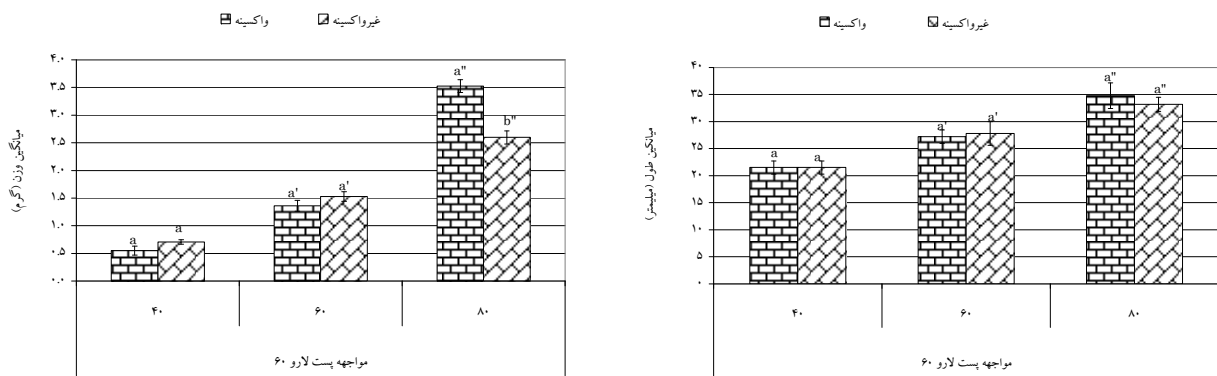 واکسینه غیرواکسینه
میانگین وزن (گرم)
۴.۰
۳.۵
۳.۰
۲.۵
۲.۰
۱.۵
۱.۰
۰.۵
۰.۰
a a
a' a'
a" b"
۴۰ ۶۰ ۸۰
مواجهه پست لارو ۶۰
واکسینه غیرواکسینه
میانگین طول (میلیمتر)
۴۰
۳۵
۳۰
۲۵
۲۰
۱۵
۱۰
۵
۰
a a
a' a'
a" a"
۴۰ ۶۰ ۸۰
مواجهه پست لارو ۶۰